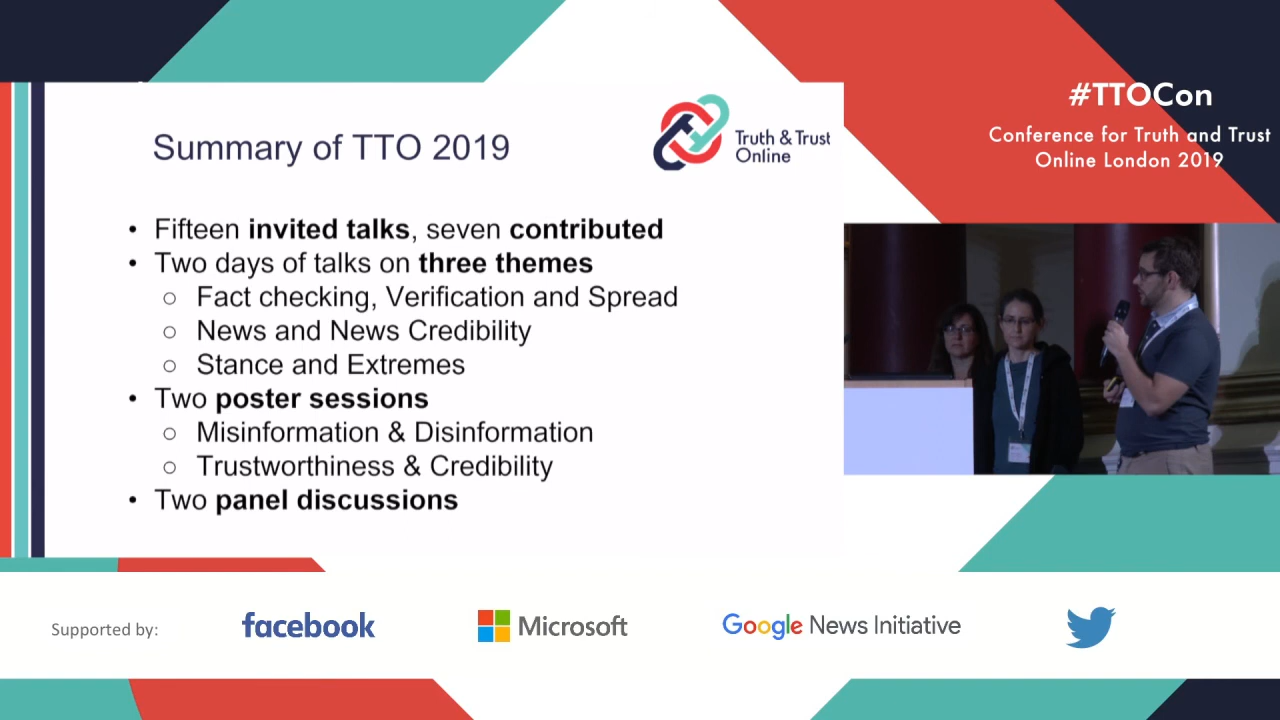 #TTOCon
Conference for Truth and Trust
Online London 2019
Summary of TTO 2019
Truth & Trust
Online
• Fifteen invited talks, seven contributed
• Two days of talks on three themes
○ Fact checking, Verification and Spread
○ News and News Credibility
○ Stance and Extremes
• Two poster sessions
○ Misinformation & Disinformation
○ Trustworthiness & Credibility
• Two panel discussions
Supported by:
facebook
Microsoft
Google News Initiative